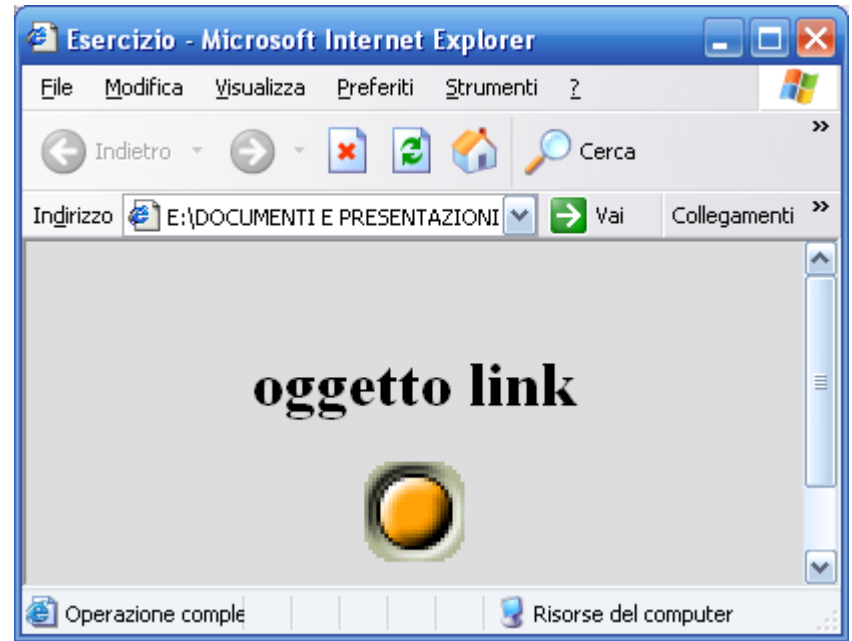 Esercizio - Microsoft Internet Explorer
File Modifica Visualizza Preferiti Strumenti ?
Indietro Cerca
Indirizzo E:\DOCUMENTI E PRESENTAZIONI Vai Collegamenti
oggetto link
Operazione comple Risorse del computer